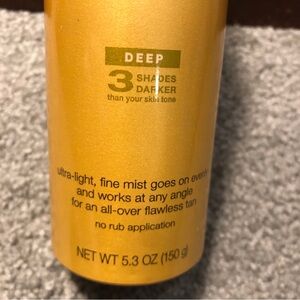 DEEP
3 SHADES
DARKER
than your skin tone
ultra-light, fine mist goes on evenly
and works at any angle
for an all-over flawless tan
no rub application
NET WT 5.3 OZ (150 g)